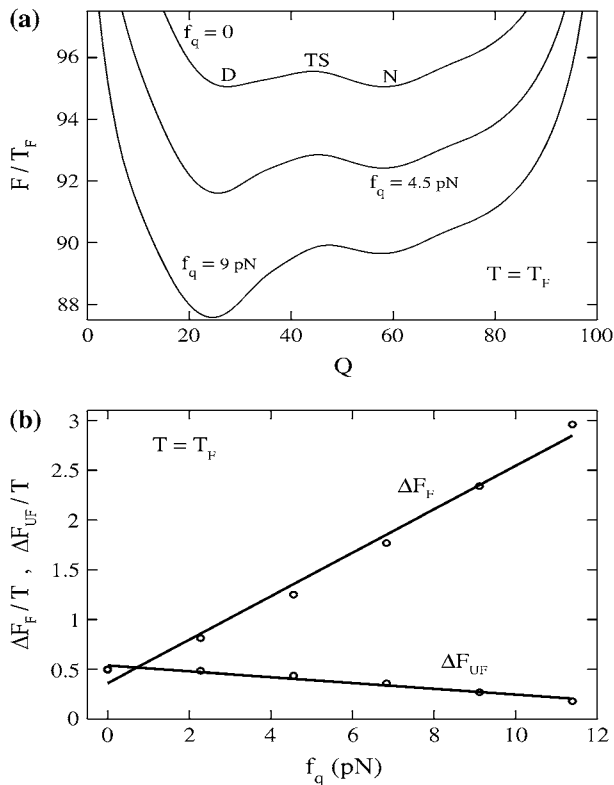 (a)
f_q = 0
D
TS
N
f_q = 4.5 pN
f_q = 9 pN
T = T_F
F / T_F
96
94
92
90
88
0 20 40 60 80 100
Q
(b)
T = T_F
ΔF_F
ΔF_UF
ΔF_F / T , ΔF_UF / T
3
2.5
2
1.5
1
0.5
0
0 2 4 6 8 10 12
f_q (pN)